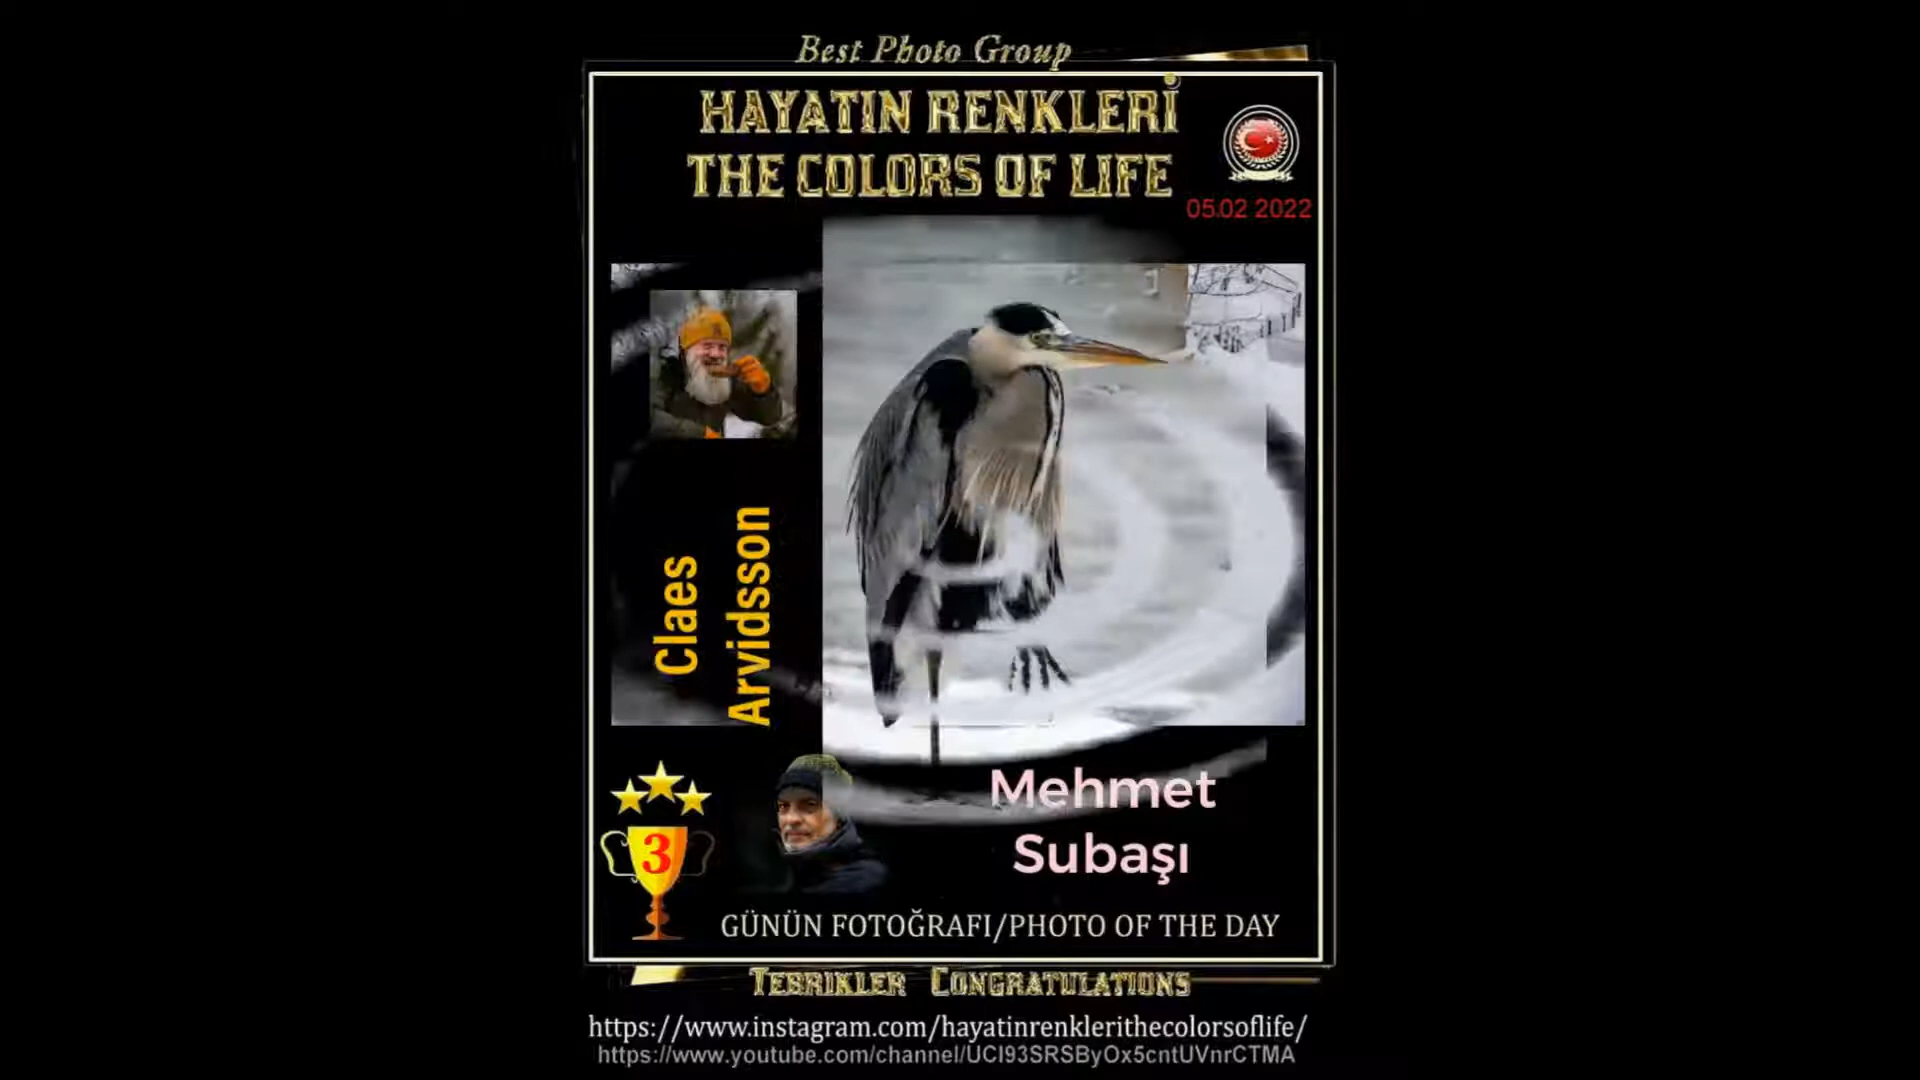 Best Photo Group
HAYATIN RENKLERİ
THE COLORS OF LIFE
05.02 2022
Claes
Arvidsson
Mehmet
Subaşı
3
GÜNÜN FOTOĞRAFI/PHOTO OF THE DAY
TEBRIKLER CONGRATULATIONS
https://www.instagram.com/hayatinrenklerithecolorsoflife/
https://www.youtube.com/channel/UCI93SRSByOx5cntUVnrCTMA